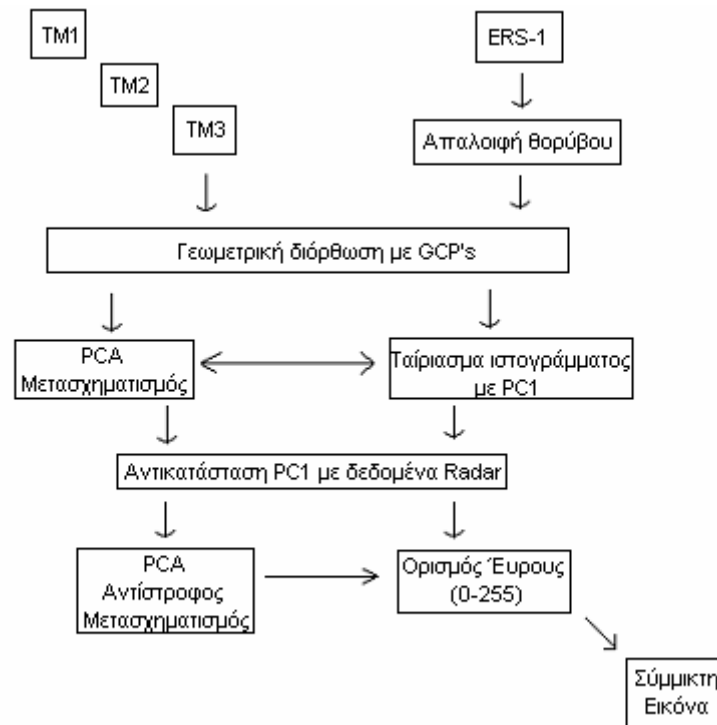 TM1
ERS-1
TM2
TM3
Απαλοιφή θορύβου
Γεωμετρική διόρθωση με GCP's
PCA
Μετασχηματισμός
Ταίριασμα ιστογράμματος
με PC1
Αντικατάσταση PC1 με δεδομένα Radar
PCA
Αντίστροφος
Μετασχηματισμός
Ορισμός Έυρους
(0-255)
Σύμμικτη
Εικόνα